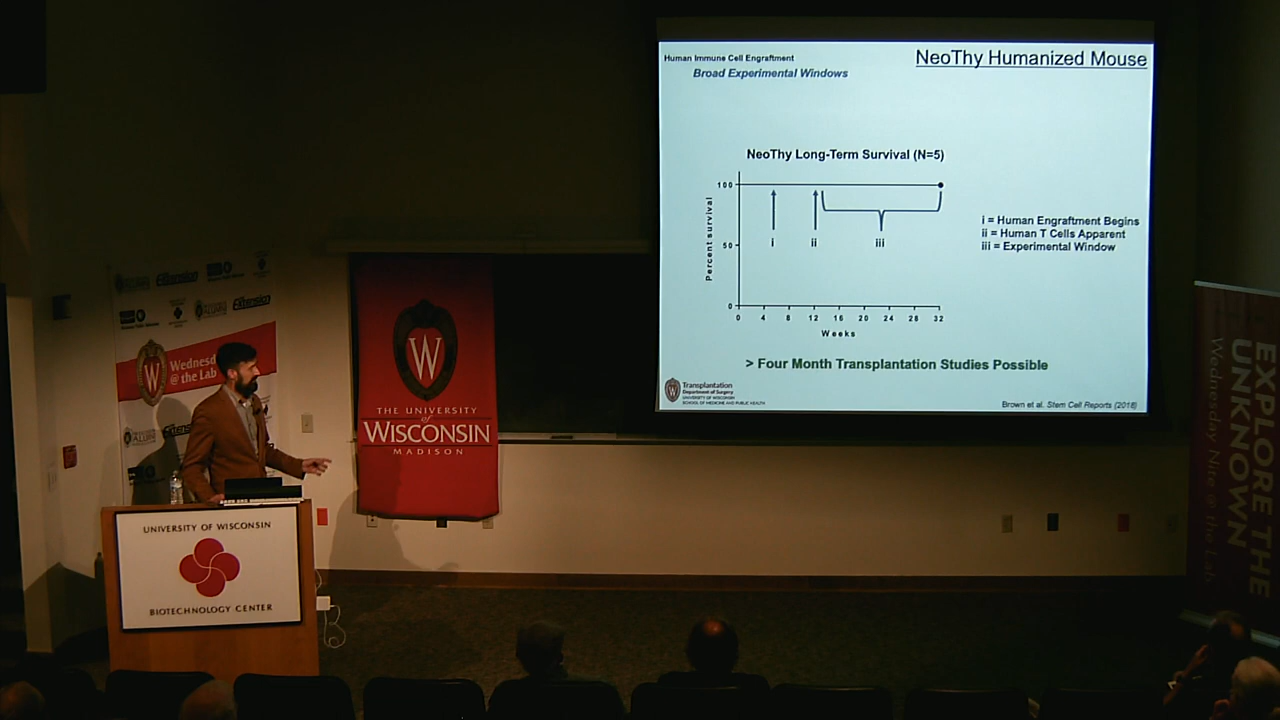 Human Immune Cell Engraftment
Broad Experimental Windows
NeoThy Humanized Mouse
NeoThy Long-Term Survival (N=5)
Percent survival
100
50
0
i
ii
iii
0 4 8 12 16 20 24 28 32
Weeks
i = Human Engraftment Begins
ii = Human T Cells Apparent
iii = Experimental Window
> Four Month Transplantation Studies Possible
Transplantation
Department of Surgery
UNIVERSITY OF WISCONSIN
SCHOOL OF MEDICINE AND PUBLIC HEALTH
Brown et al. Stem Cell Reports (2018)
Extension
ALUMNI
Extension
Wednesd
@ the Lab
W
W
THE UNIVERSITY
of
WISCONSIN
MADISON
UNIVERSITY OF WISCONSIN
BIOTECHNOLOGY CENTER
EXPLORE THE
UNKNOWN
Wednesday Nite @ the Lab